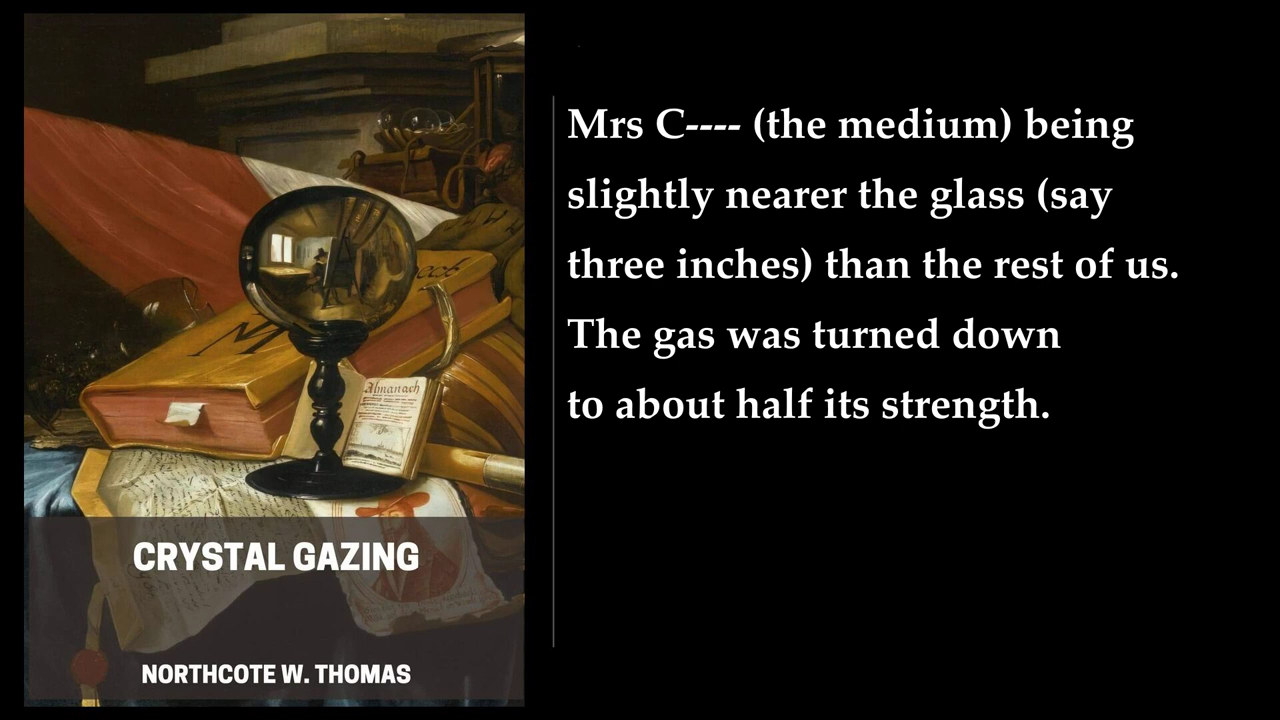 Mrs C---- (the medium) being
slightly nearer the glass (say
three inches) than the rest of us.
The gas was turned down
to about half its strength.
Almanach
M
CRYSTAL GAZING
NORTHCOTE W. THOMAS